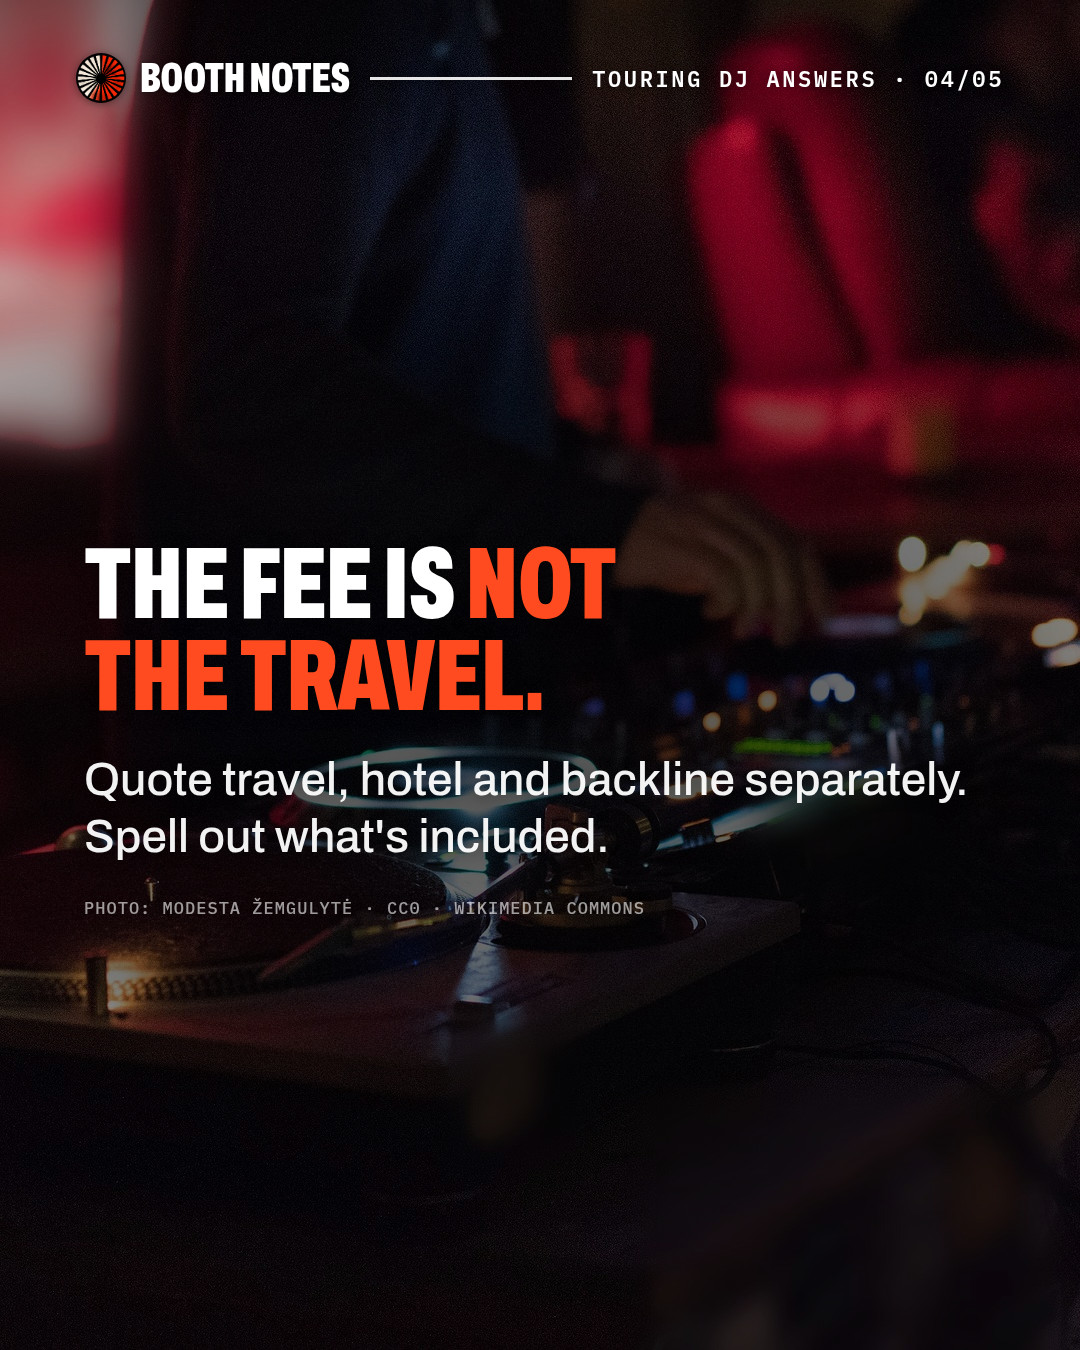 BOOTH NOTES
TOURING DJ ANSWERS · 04/05
THE FEE IS NOT
THE TRAVEL.
Quote travel, hotel and backline separately.
Spell out what's included.
PHOTO: MODESTA ŽEMGULYTĖ · CC0 · WIKIMEDIA COMMONS